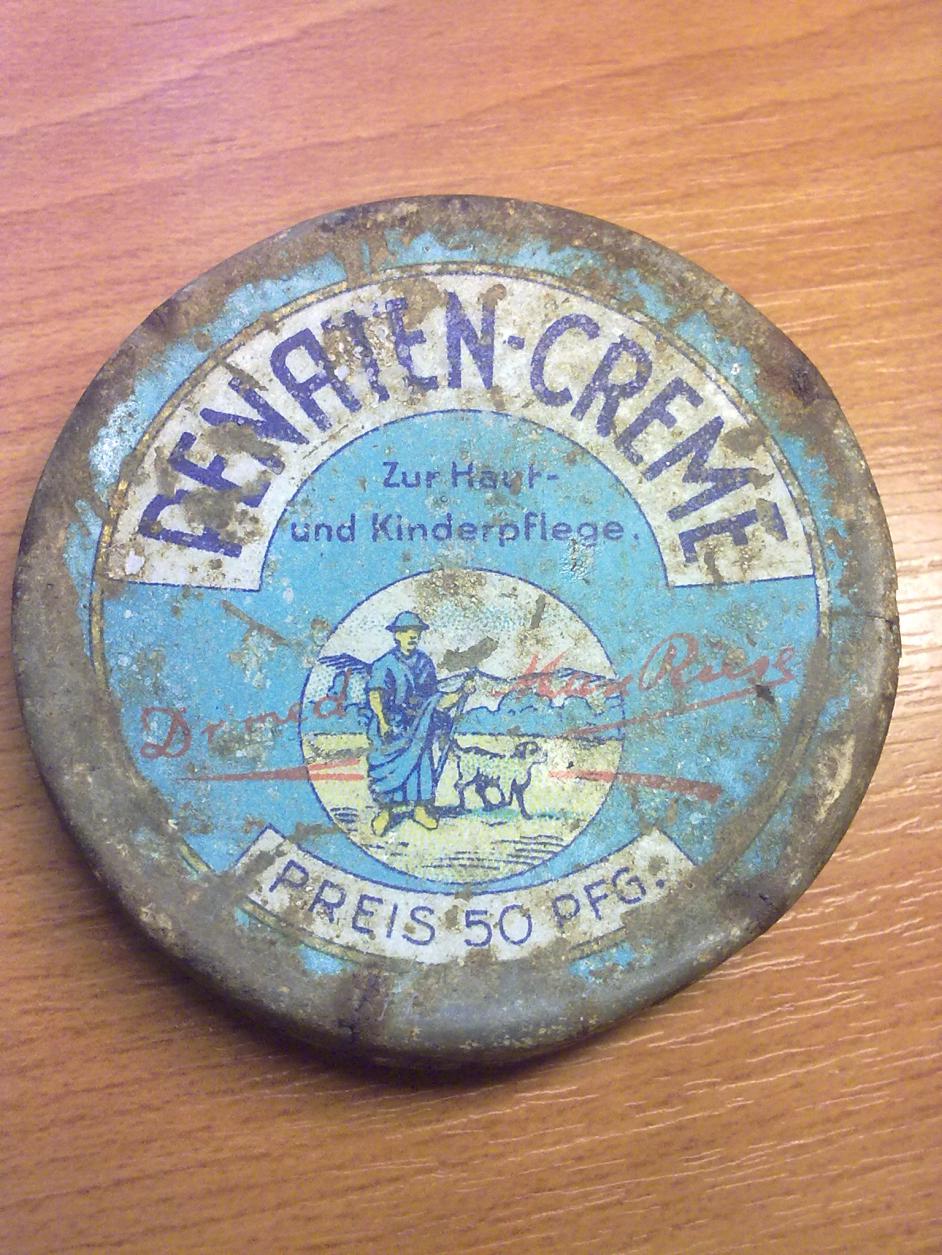 PENATEN-CREME
Zur Haut-
und Kinderpflege.
Dr med Max Riese
PREIS 50 PFG.